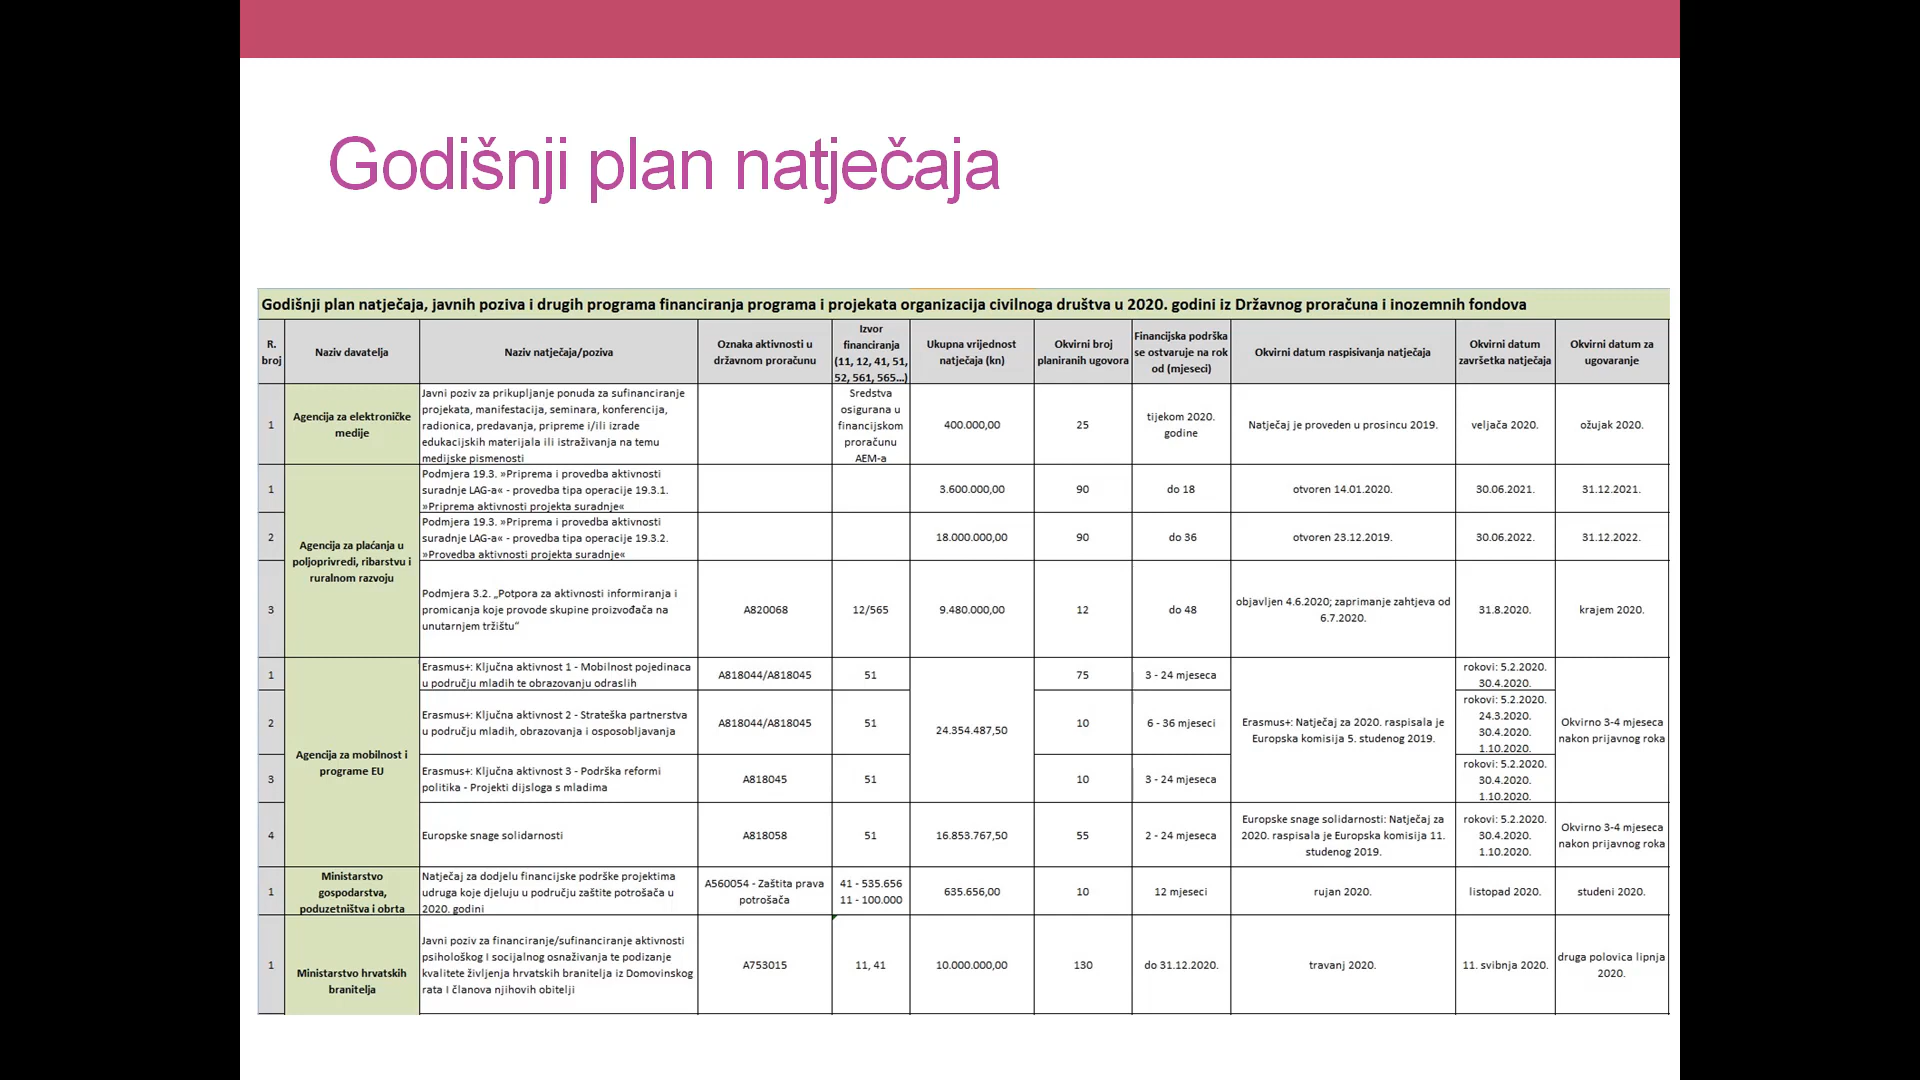 Godišnji plan natječaja
Godišnji plan natječaja, javnih poziva i drugih programa financiranja programa i projekata organizacija civilnoga društva u 2020. godini iz Državnog proračuna i inozemnih fondova
R.
broj
Naziv davatelja
Naziv natječaja/poziva
Oznaka aktivnosti u
državnom proračunu
Izvor
financiranja
(11, 12, 41, 51,
52, 561, 565...)
Ukupna vrijednost
natječaja (kn)
Okvirni broj
planiranih ugovora
Financijska podrška
se ostvaruje na rok
od (mjeseci)
Okvirni datum raspisivanja natječaja
Okvirni datum
završetka natječaja
Okvirni datum za
ugovaranje
1
Agencija za elektroničke
medije
Javni poziv za prikupljanje ponuda za sufinanciranje
projekata, manifestacija, seminara, konferencija,
radionica, predavanja, pripreme i/ili izrade
edukacijskih materijala ili istraživanja na temu
medijske pismenosti
Sredstva
osigurana u
financijskom
proračunu
AEM-a
400.000,00
25
tijekom 2020.
godine
Natječaj je proveden u prosincu 2019.
veljača 2020.
ožujak 2020.
Agencija za plaćanja u
poljoprivredi, ribarstvu i
ruralnom razvoju
1
Podmjera 19.3. »Priprema i provedba aktivnosti
suradnje LAG-a« - provedba tipa operacije 19.3.1.
»Priprema aktivnosti projekta suradnje«
3.600.000,00
90
do 18
otvoren 14.01.2020.
30.06.2021.
31.12.2021.
2
Podmjera 19.3. »Priprema i provedba aktivnosti
suradnje LAG-a« - provedba tipa operacije 19.3.2.
»Provedba aktivnosti projekta suradnje«
18.000.000,00
90
do 36
otvoren 23.12.2019.
30.06.2022.
31.12.2022.
3
Podmjera 3.2. „Potpora za aktivnosti informiranja i
promicanja koje provode skupine proizvođača na
unutarnjem tržištu“
A820068
12/565
9.480.000,00
12
do 48
objavljen 4.6.2020; zaprimanje zahtjeva od
6.7.2020.
31.8.2020.
krajem 2020.
Agencija za mobilnost i
programe EU
1
Erasmus+: Ključna aktivnost 1 - Mobilnost pojedinaca
u području mladih te obrazovanju odraslih
A818044/A818045
51
24.354.487,50
75
3 - 24 mjeseca
Erasmus+: Natječaj za 2020. raspisala je
Europska komisija 5. studenog 2019.
rokovi: 5.2.2020.
30.4.2020.
Okvirno 3-4 mjeseca
nakon prijavnog roka
2
Erasmus+: Ključna aktivnost 2 - Strateška partnerstva
u području mladih, obrazovanja i osposobljavanja
A818044/A818045
51
10
6 - 36 mjeseci
rokovi: 5.2.2020.
24.3.2020.
30.4.2020.
1.10.2020.
3
Erasmus+: Ključna aktivnost 3 - Podrška reformi
politika - Projekti dijsloga s mladima
A818045
51
10
3 - 24 mjeseca
rokovi: 5.2.2020.
30.4.2020.
1.10.2020.
4
Europske snage solidarnosti
A818058
51
16.853.767,50
55
2 - 24 mjeseca
Europske snage solidarnosti: Natječaj za
2020. raspisala je Europska komisija 11.
studenog 2019.
rokovi: 5.2.2020.
30.4.2020.
1.10.2020.
Okvirno 3-4 mjeseca
nakon prijavnog roka
1
Ministarstvo
gospodarstva,
poduzetništva i obrta
Natječaj za dodjelu financijske podrške projektima
udruga koje djeluju u području zaštite potrošača u
2020. godini
A560054 - Zaštita prava
potrošača
41 - 535.656
11 - 100.000
635.656,00
10
12 mjeseci
rujan 2020.
listopad 2020.
studeni 2020.
1
Ministarstvo hrvatskih
branitelja
Javni poziv za financiranje/sufinanciranje aktivnosti
psihološkog I socijalnog osnaživanja te podizanje
kvalitete življenja hrvatskih branitelja iz Domovinskog
rata I članova njihovih obitelji
A753015
11, 41
10.000.000,00
130
do 31.12.2020.
travanj 2020.
11. svibnja 2020.
druga polovica lipnja
2020.